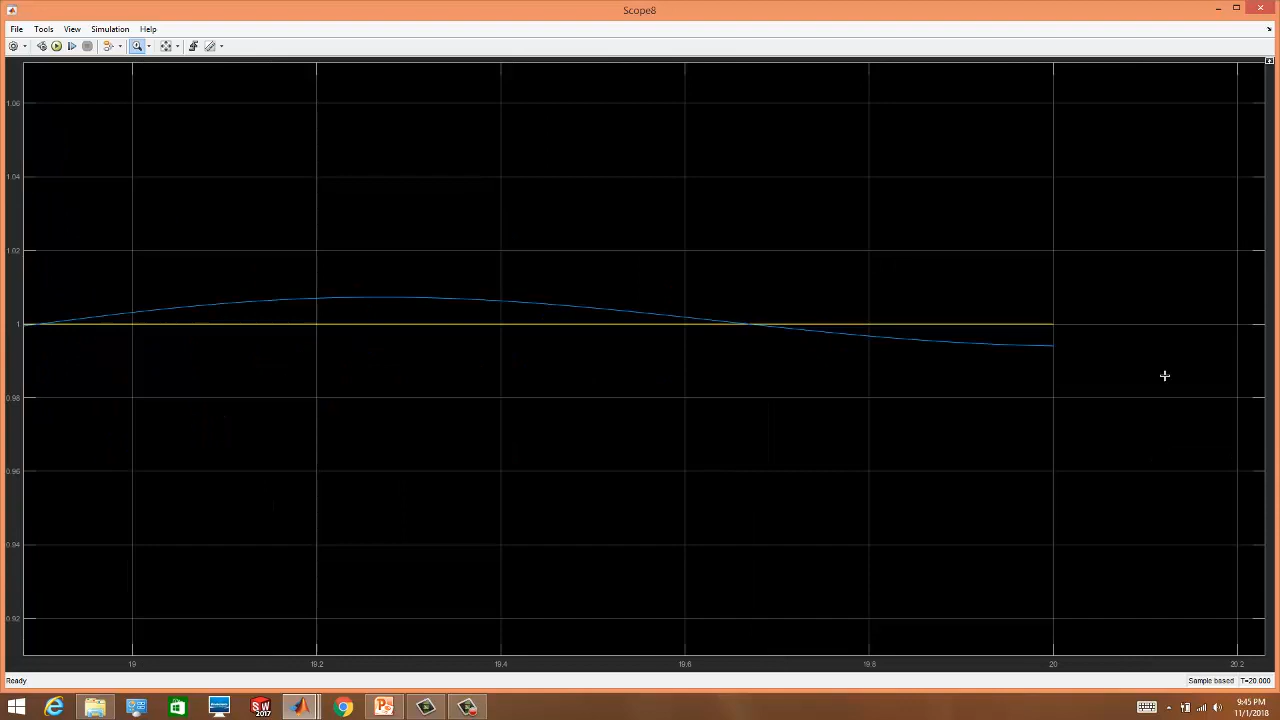 Scope8
File Tools View Simulation Help
1.06
1.04
1.02
1
0.98
0.96
0.94
0.92
19 19.2 19.4 19.6 19.8 20 20.2
Ready Sample based T=20.000
SW
2017
P
9:45 PM
11/1/2018